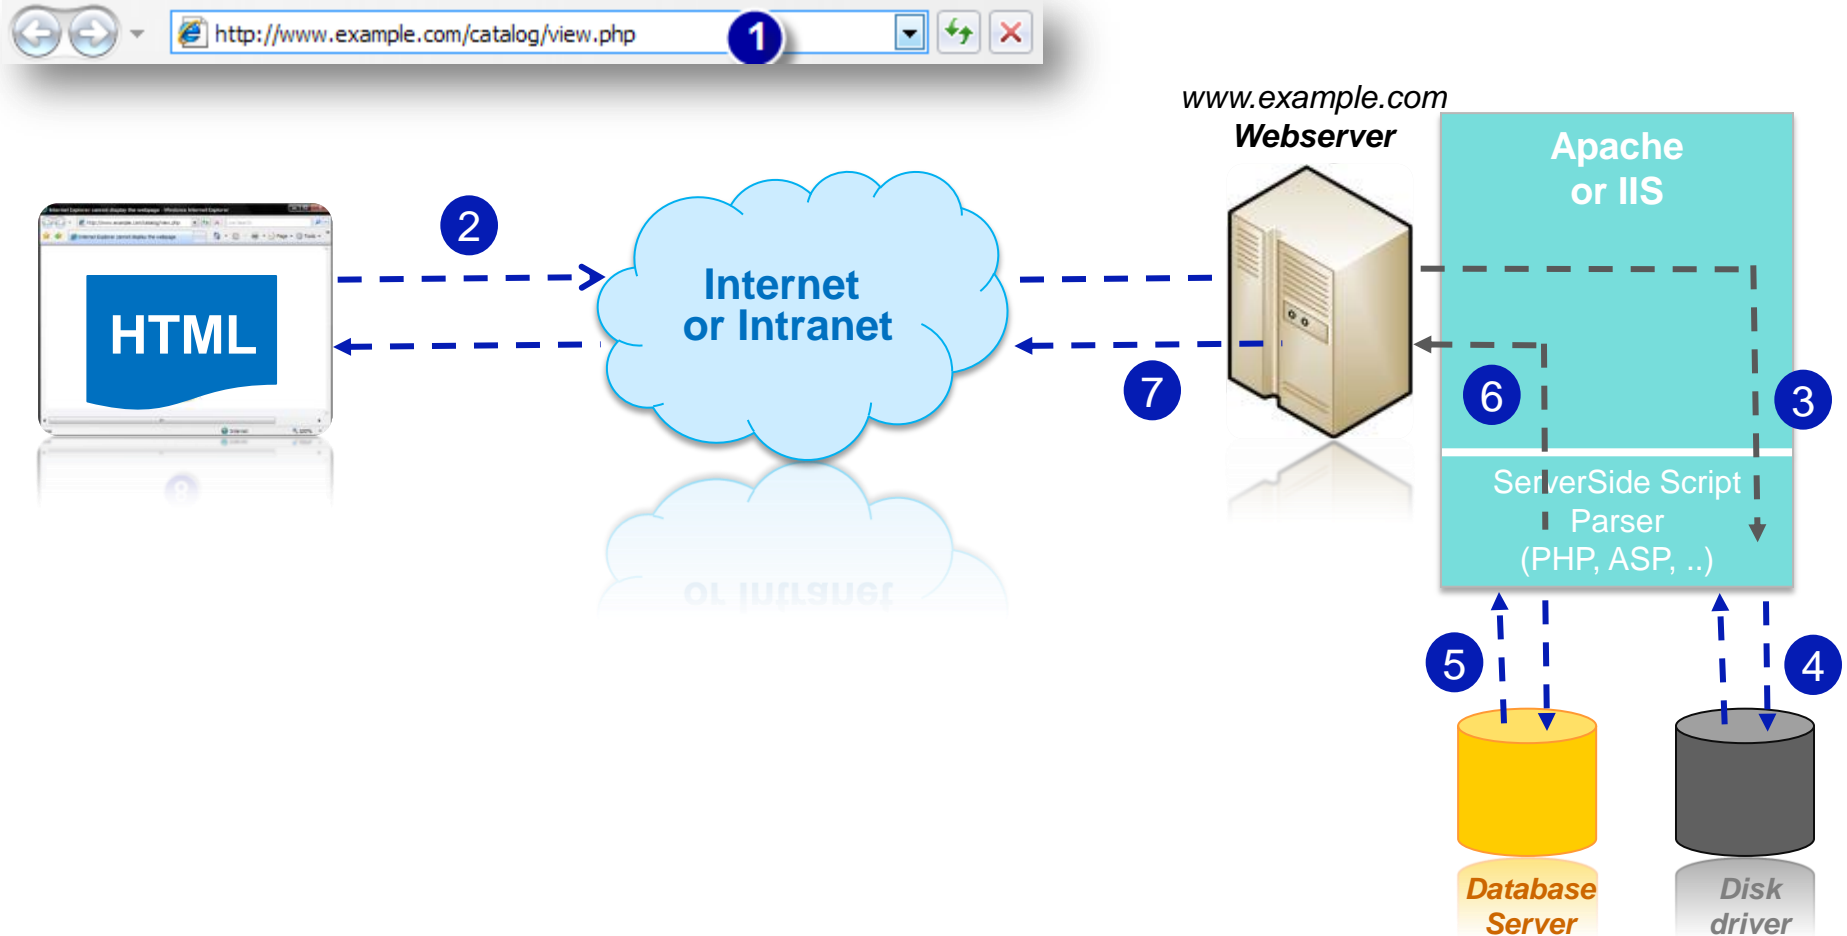 http://www.example.com/catalog/view.php
1
www.example.com
Webserver
Apache
or IIS
2
HTML
Internet
or Intranet
7
6
3
ServerSide Script
Parser
(PHP, ASP, ..)
8
5
4
Database
Server
Disk
driver